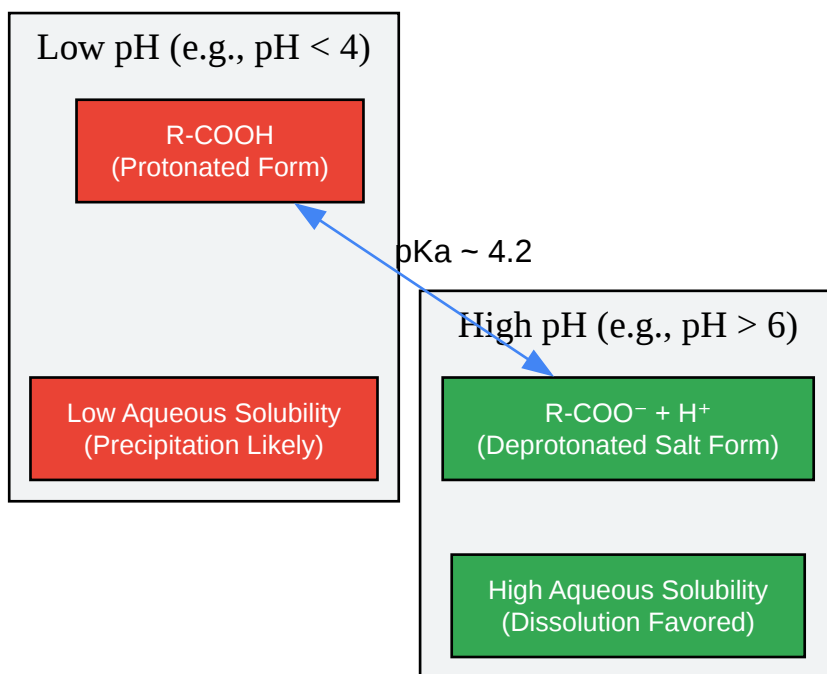 Low pH (e.g., pH < 4)
R-COOH
(Protonated Form)
pKa ~ 4.2
High pH (e.g., pH > 6)
Low Aqueous Solubility
(Precipitation Likely)
R-COO⁻ + H⁺
(Deprotonated Salt Form)
High Aqueous Solubility
(Dissolution Favored)